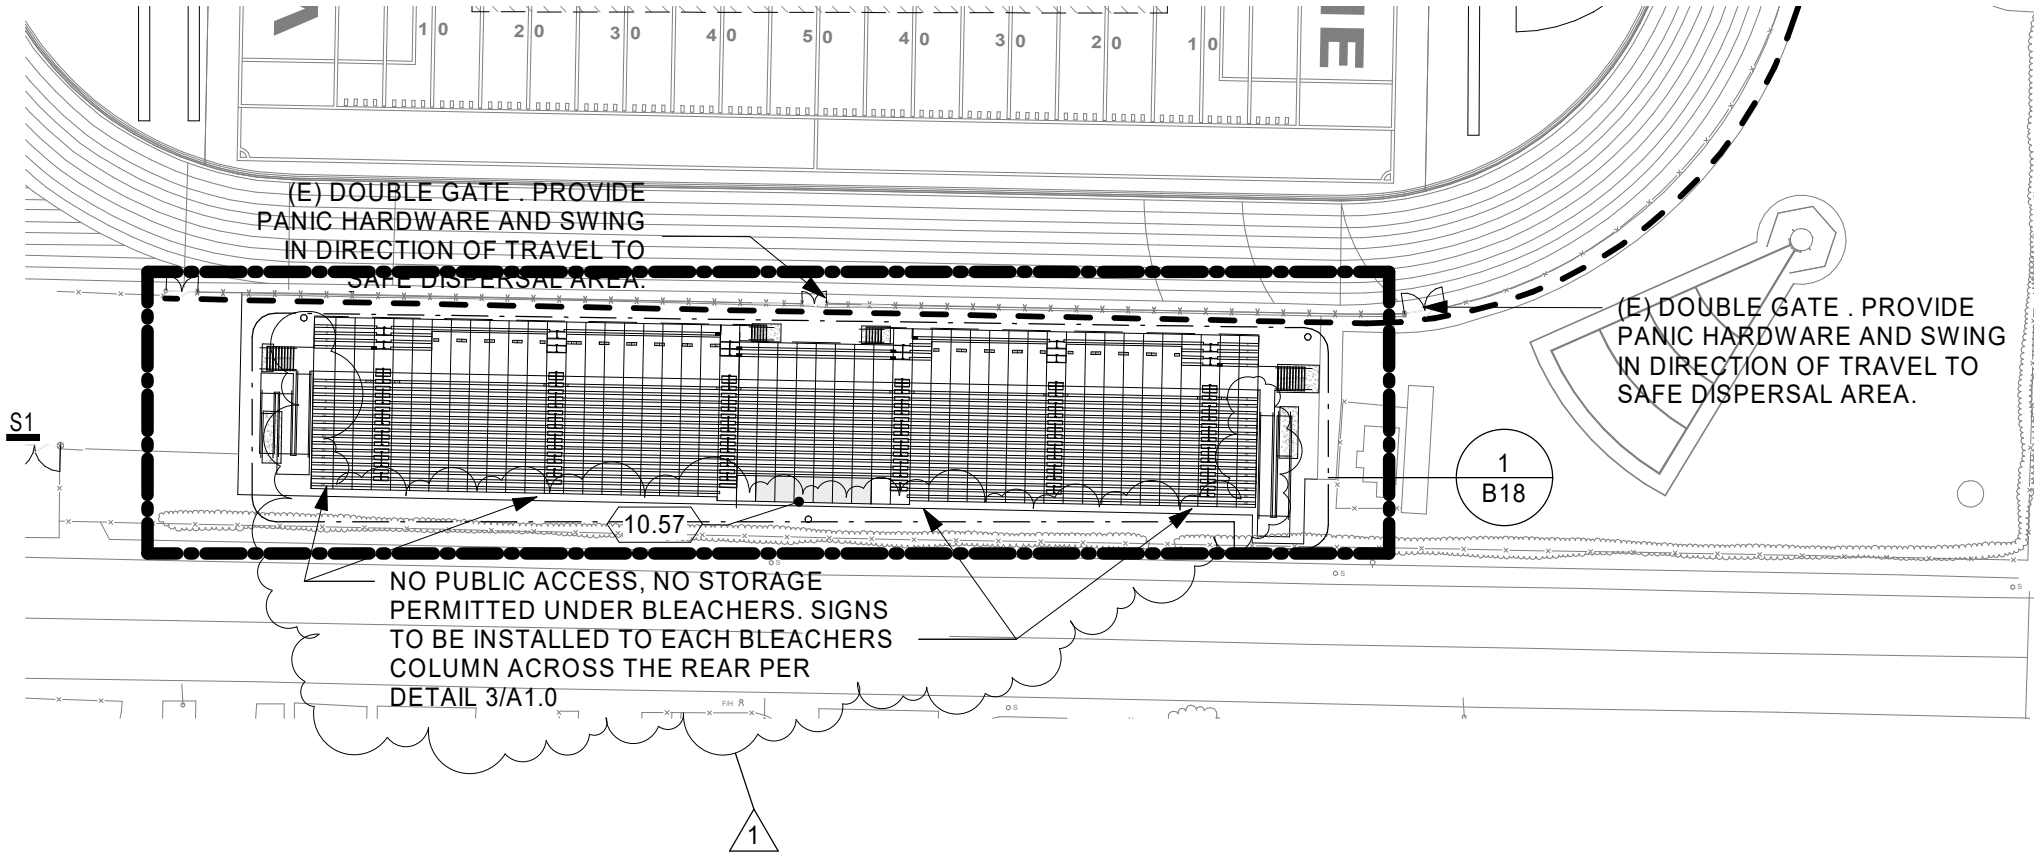 10 20 30 40 50 40 30 20 10
(E) DOUBLE GATE . PROVIDE
PANIC HARDWARE AND SWING
IN DIRECTION OF TRAVEL TO
SAFE DISPERSAL AREA.
(E) DOUBLE GATE . PROVIDE
PANIC HARDWARE AND SWING
IN DIRECTION OF TRAVEL TO
SAFE DISPERSAL AREA.
S1
1
B18
10.57
NO PUBLIC ACCESS, NO STORAGE
PERMITTED UNDER BLEACHERS. SIGNS
TO BE INSTALLED TO EACH BLEACHERS
COLUMN ACROSS THE REAR PER
DETAIL 3/A1.0
S
S
S
F/H
S
1